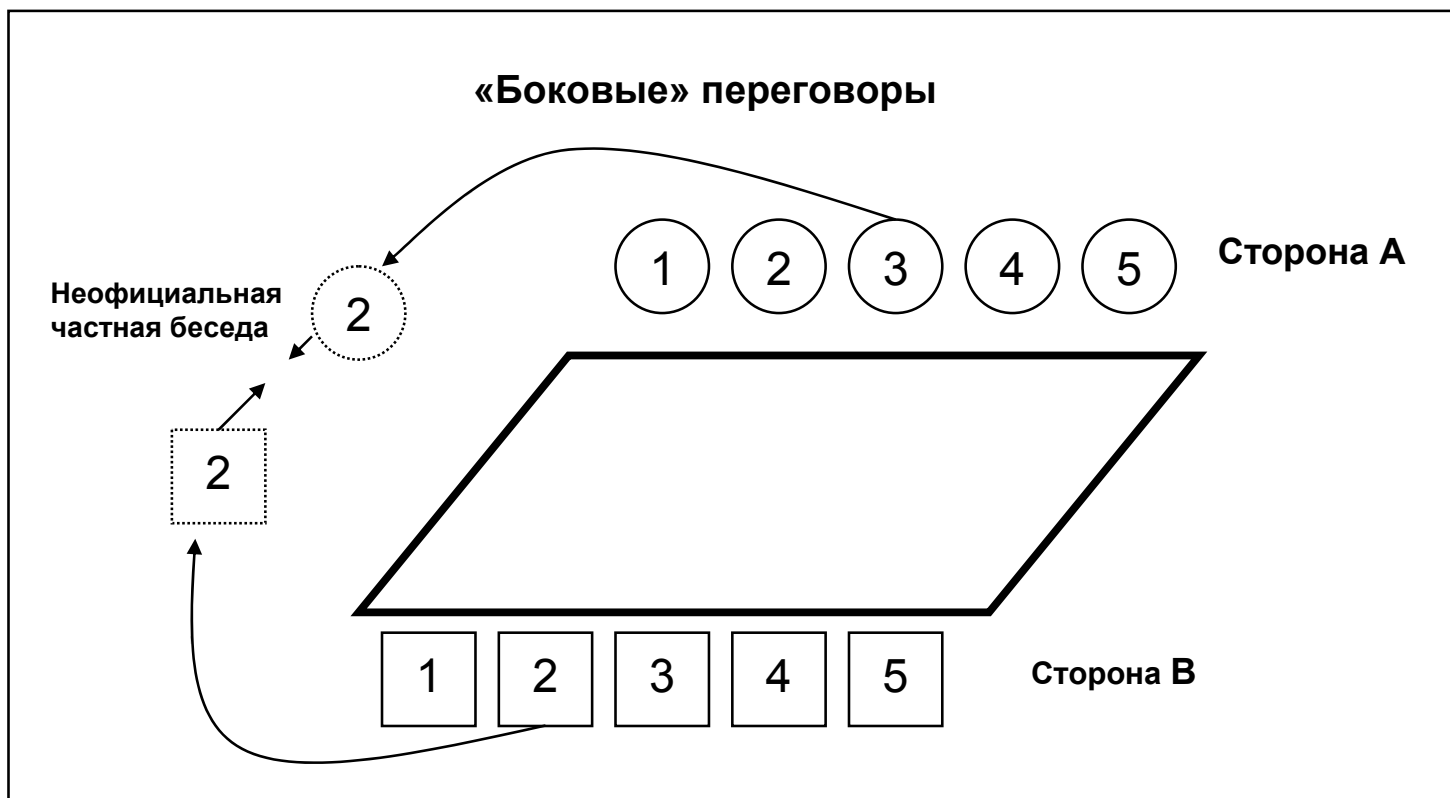 «Боковые» переговоры
1 2 3 4 5
Сторона А
Неофициальная
частная беседа
2
2
1 2 3 4 5
Сторона В